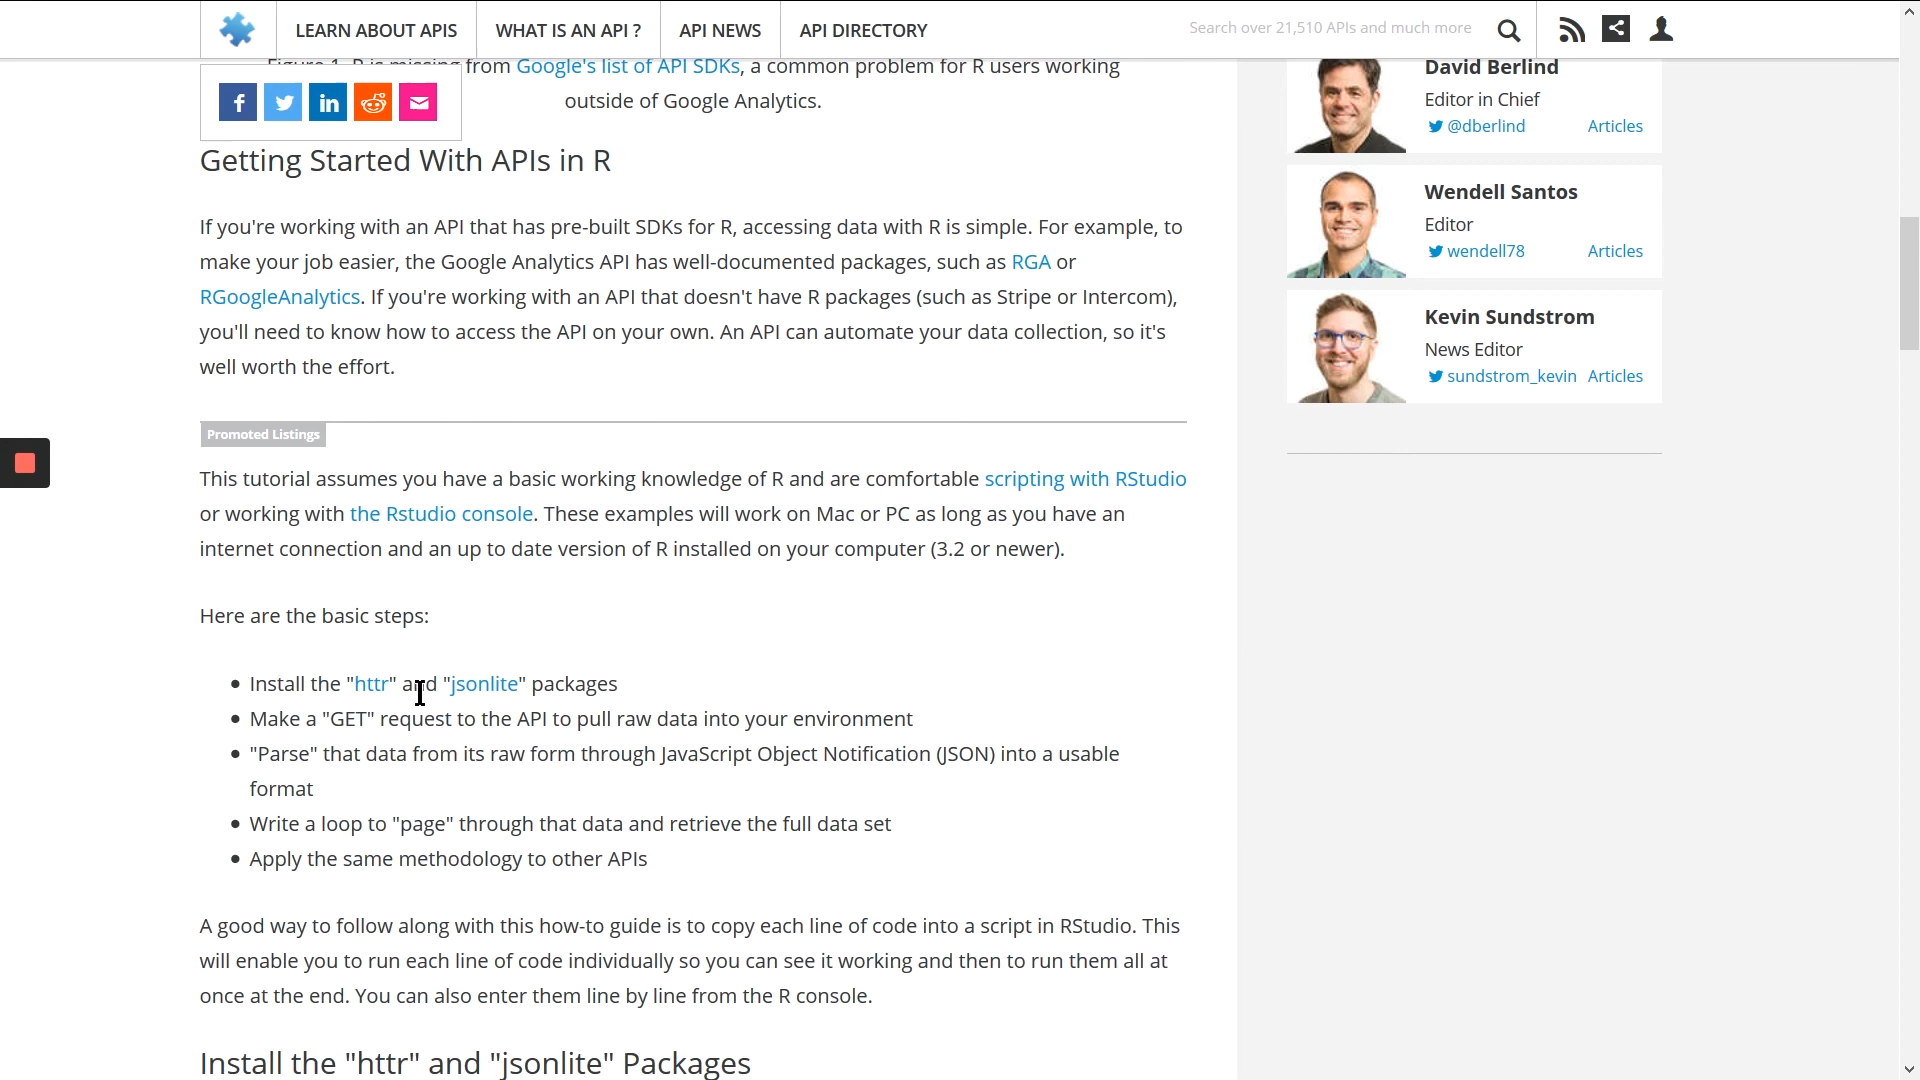 LEARN ABOUT APIS
WHAT IS AN API ?
API NEWS
API DIRECTORY
Search over 21,510 APIs and much more
Figure 1. R is missing from Google's list of API SDKs, a common problem for R users working
outside of Google Analytics.
Getting Started With APIs in R
If you're working with an API that has pre-built SDKs for R, accessing data with R is simple. For example, to
make your job easier, the Google Analytics API has well-documented packages, such as RGA or
RGoogleAnalytics. If you're working with an API that doesn't have R packages (such as Stripe or Intercom),
you'll need to know how to access the API on your own. An API can automate your data collection, so it's
well worth the effort.
Promoted Listings
This tutorial assumes you have a basic working knowledge of R and are comfortable scripting with RStudio
or working with the Rstudio console. These examples will work on Mac or PC as long as you have an
internet connection and an up to date version of R installed on your computer (3.2 or newer).
Here are the basic steps:
Install the "httr" and "jsonlite" packages
Make a "GET" request to the API to pull raw data into your environment
"Parse" that data from its raw form through JavaScript Object Notification (JSON) into a usable
format
Write a loop to "page" through that data and retrieve the full data set
Apply the same methodology to other APIs
A good way to follow along with this how-to guide is to copy each line of code into a script in RStudio. This
will enable you to run each line of code individually so you can see it working and then to run them all at
once at the end. You can also enter them line by line from the R console.
Install the "httr" and "jsonlite" Packages
David Berlind
Editor in Chief
@dberlind Articles
Wendell Santos
Editor
wendell78 Articles
Kevin Sundstrom
News Editor
sundstrom_kevin Articles